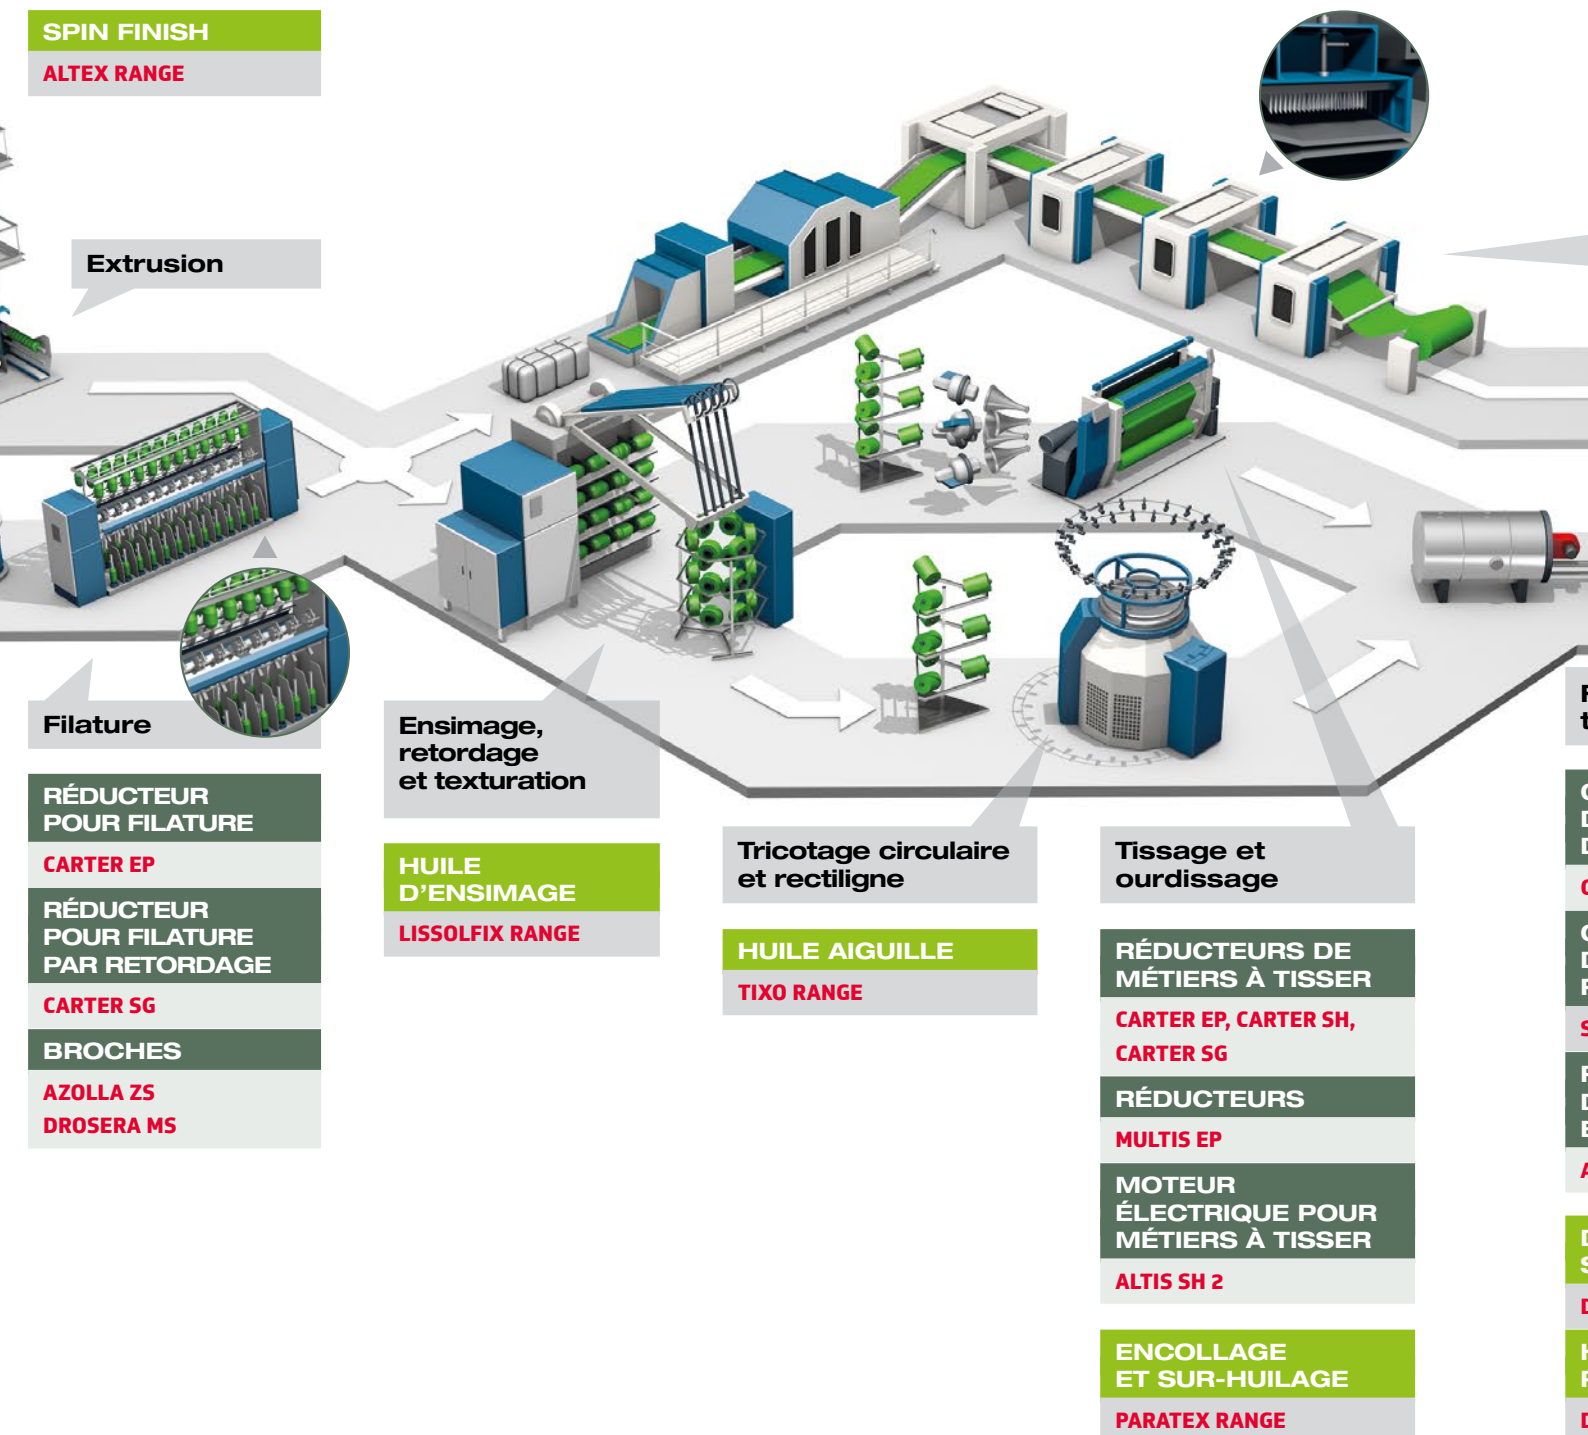 SPIN FINISH
ALTEX RANGE
Extrusion
Filature
RÉDUCTEUR
POUR FILATURE
CARTER EP
RÉDUCTEUR
POUR FILATURE
PAR RETORDAGE
CARTER SG
BROCHES
AZOLLA ZS
DROSERA MS
Ensimage,
retordage
et texturation
HUILE
D'ENSIMAGE
LISSOLFIX RANGE
Tricotage circulaire
et rectiligne
HUILE AIGUILLE
TIXO RANGE
Tissage et
ourdissage
RÉDUCTEURS DE
MÉTIERS À TISSER
CARTER EP, CARTER SH,
CARTER SG
RÉDUCTEURS
MULTIS EP
MOTEUR
ÉLECTRIQUE POUR
MÉTIERS À TISSER
ALTIS SH 2
ENCOLLAGE
ET SUR-HUILAGE
PARATEX RANGE